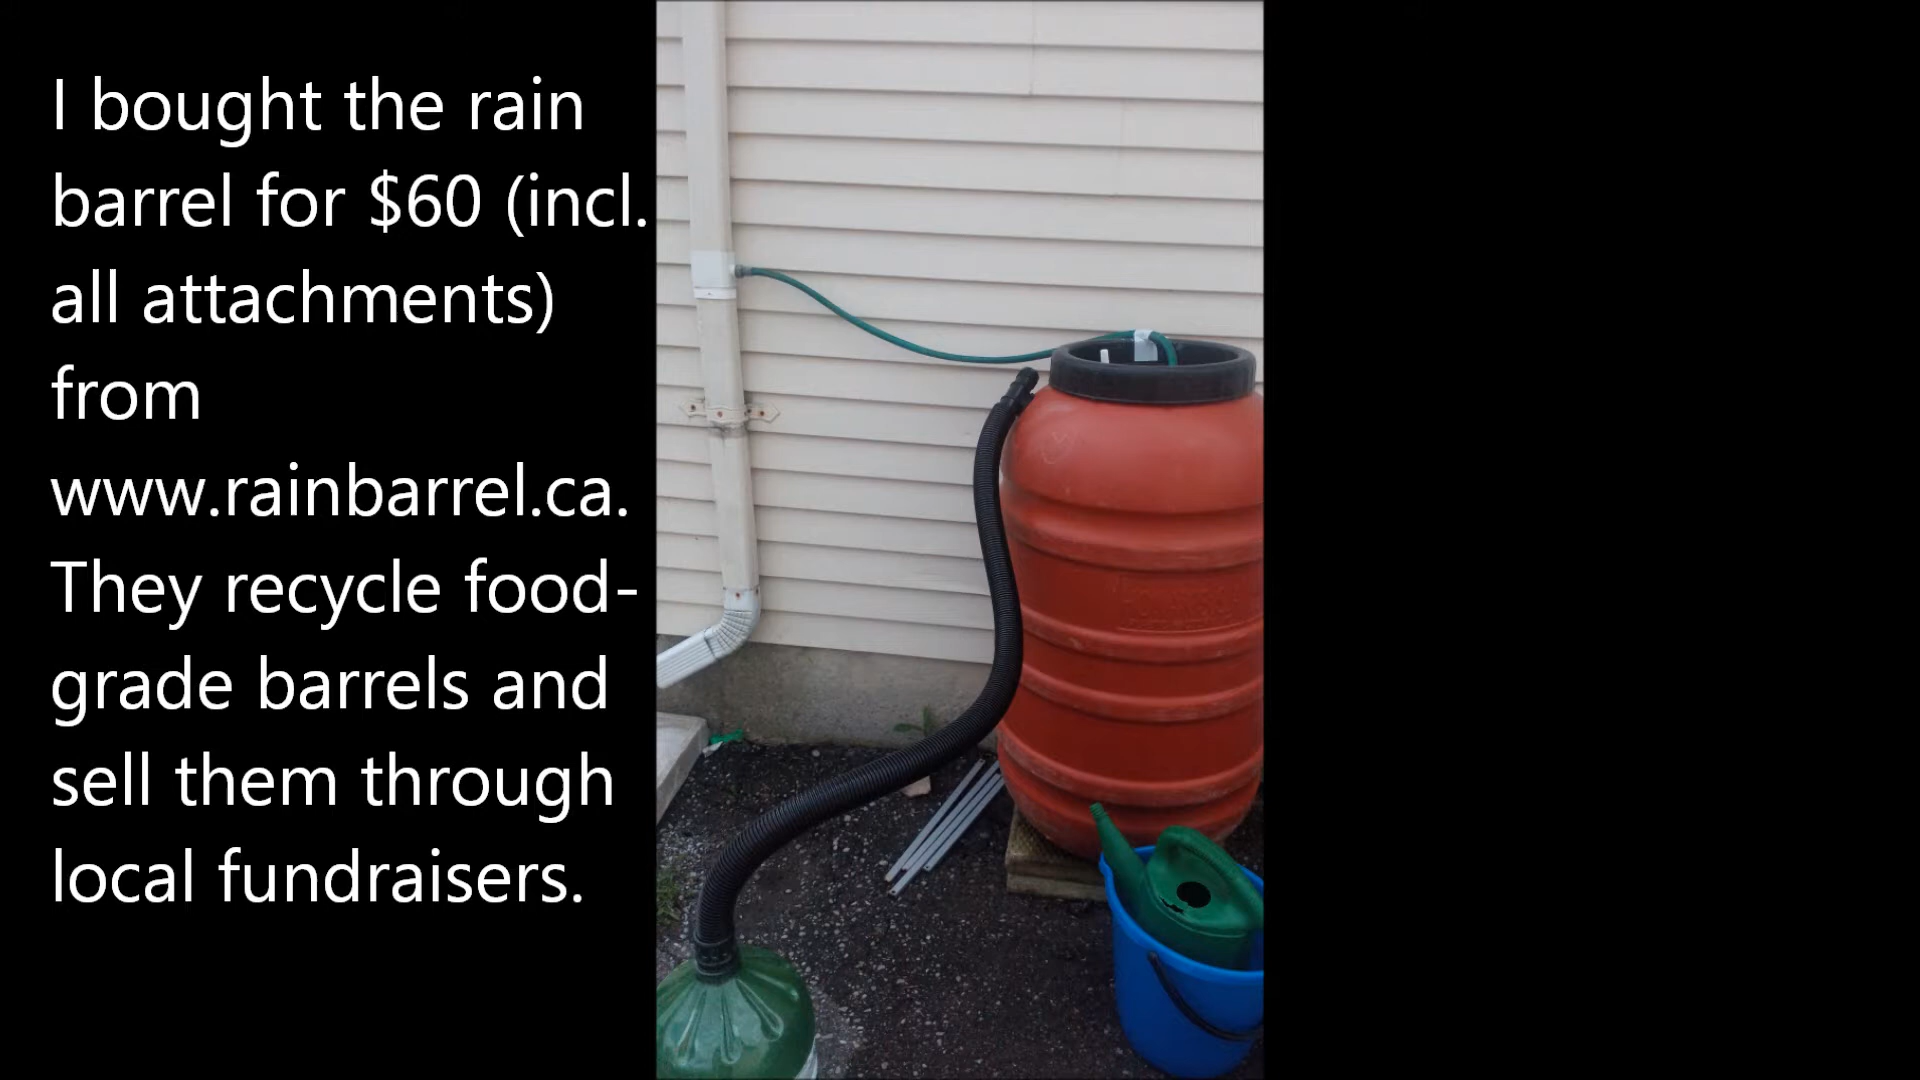 I bought the rain
barrel for $60 (incl.
all attachments)
from
www.rainbarrel.ca.
They recycle food-
grade barrels and
sell them through
local fundraisers.